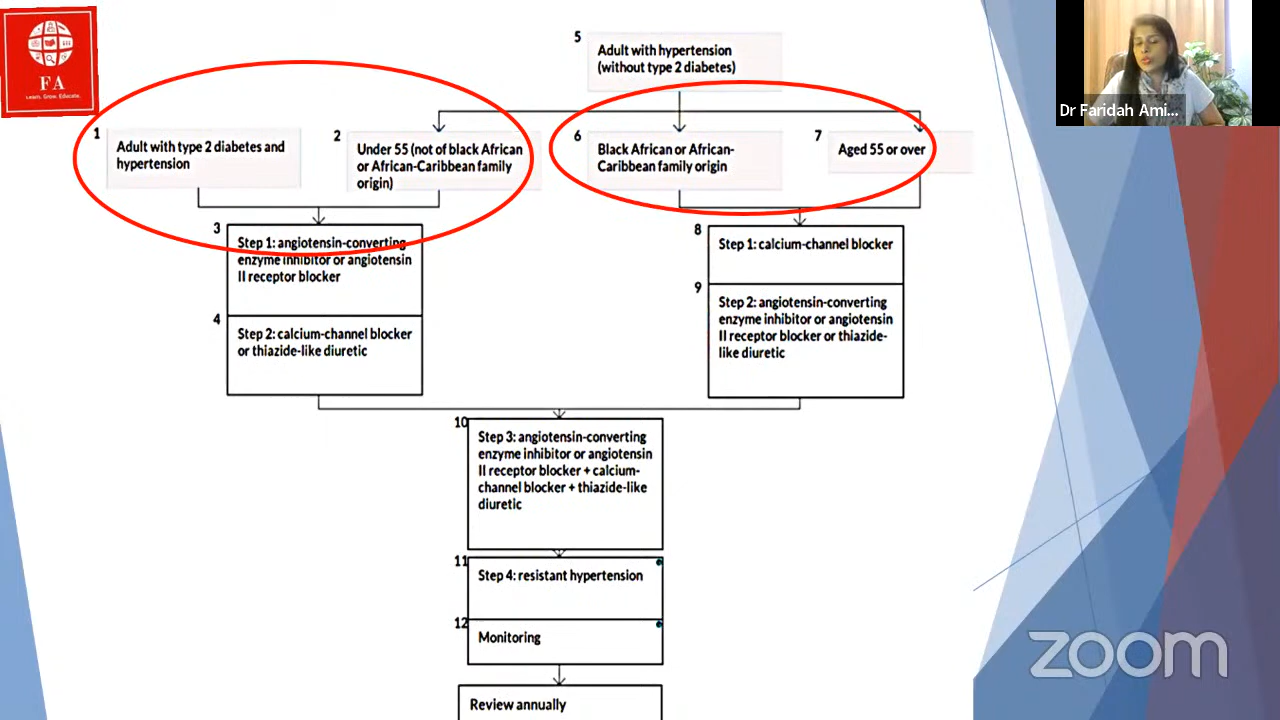 FA
Learn. Grow. Educate.
5
Adult with hypertension
(without type 2 diabetes)
1
Adult with type 2 diabetes and
hypertension
2
Under 55 (not of black African
or African-Caribbean family
origin)
6
Black African or African-
Caribbean family origin
7
Aged 55 or over
3
Step 1: angiotensin-converting
enzyme inhibitor or angiotensin
II receptor blocker
4
Step 2: calcium-channel blocker
or thiazide-like diuretic
8
Step 1: calcium-channel blocker
9
Step 2: angiotensin-converting
enzyme inhibitor or angiotensin
II receptor blocker or thiazide-
like diuretic
10
Step 3: angiotensin-converting
enzyme inhibitor or angiotensin
II receptor blocker + calcium-
channel blocker + thiazide-like
diuretic
11
Step 4: resistant hypertension
12
Monitoring
Review annually
Dr Faridah Ami...
zoom